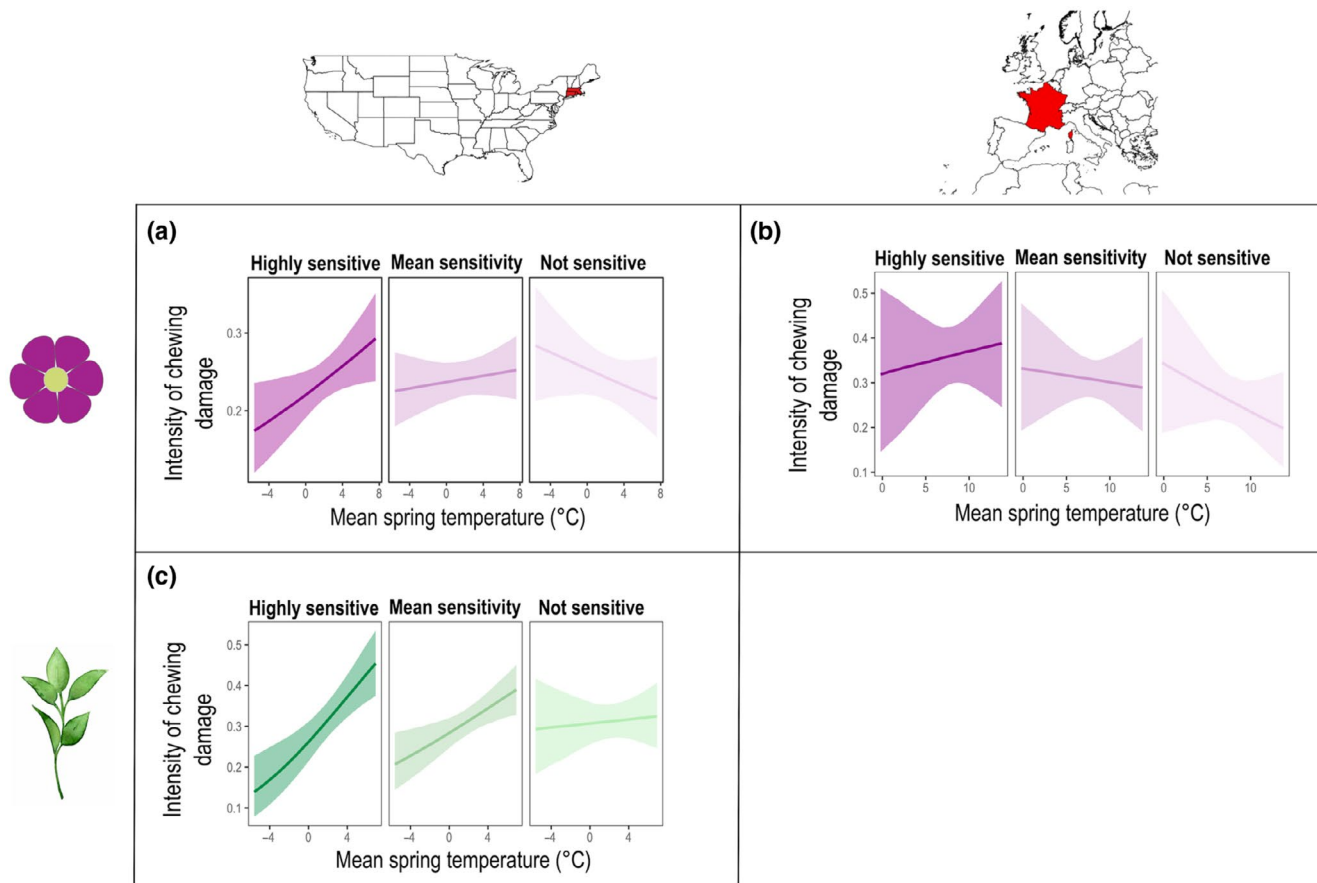 (a)
Highly sensitive Mean sensitivity Not sensitive
Intensity of chewing
damage
0.3
0.2
−4 0 4 8 −4 0 4 8 −4 0 4 8
Mean spring temperature (°C)
(b)
Highly sensitive Mean sensitivity Not sensitive
Intensity of chewing
damage
0.5
0.4
0.3
0.2
0.1
0 5 10 0 5 10 0 5 10
Mean spring temperature (°C)
(c)
Highly sensitive Mean sensitivity Not sensitive
Intensity of chewing
damage
0.5
0.4
0.3
0.2
0.1
−4 0 4 −4 0 4 −4 0 4
Mean spring temperature (°C)